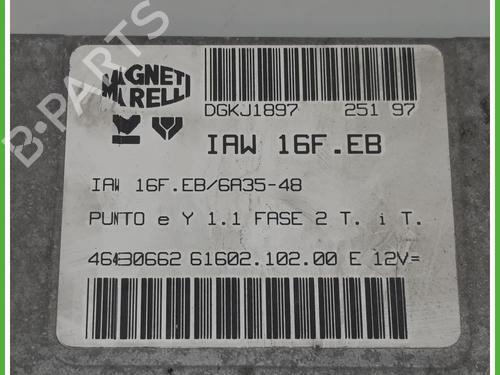 MAGNETI
MARELLI
DGKJ1897 251 97
IAW 16F.EB
IAW 16F.EB/6A35-48
PUNTO e Y 1.1 FASE 2 T. i T.
46430662 61602.102.00 E 12V=
B-PARTS